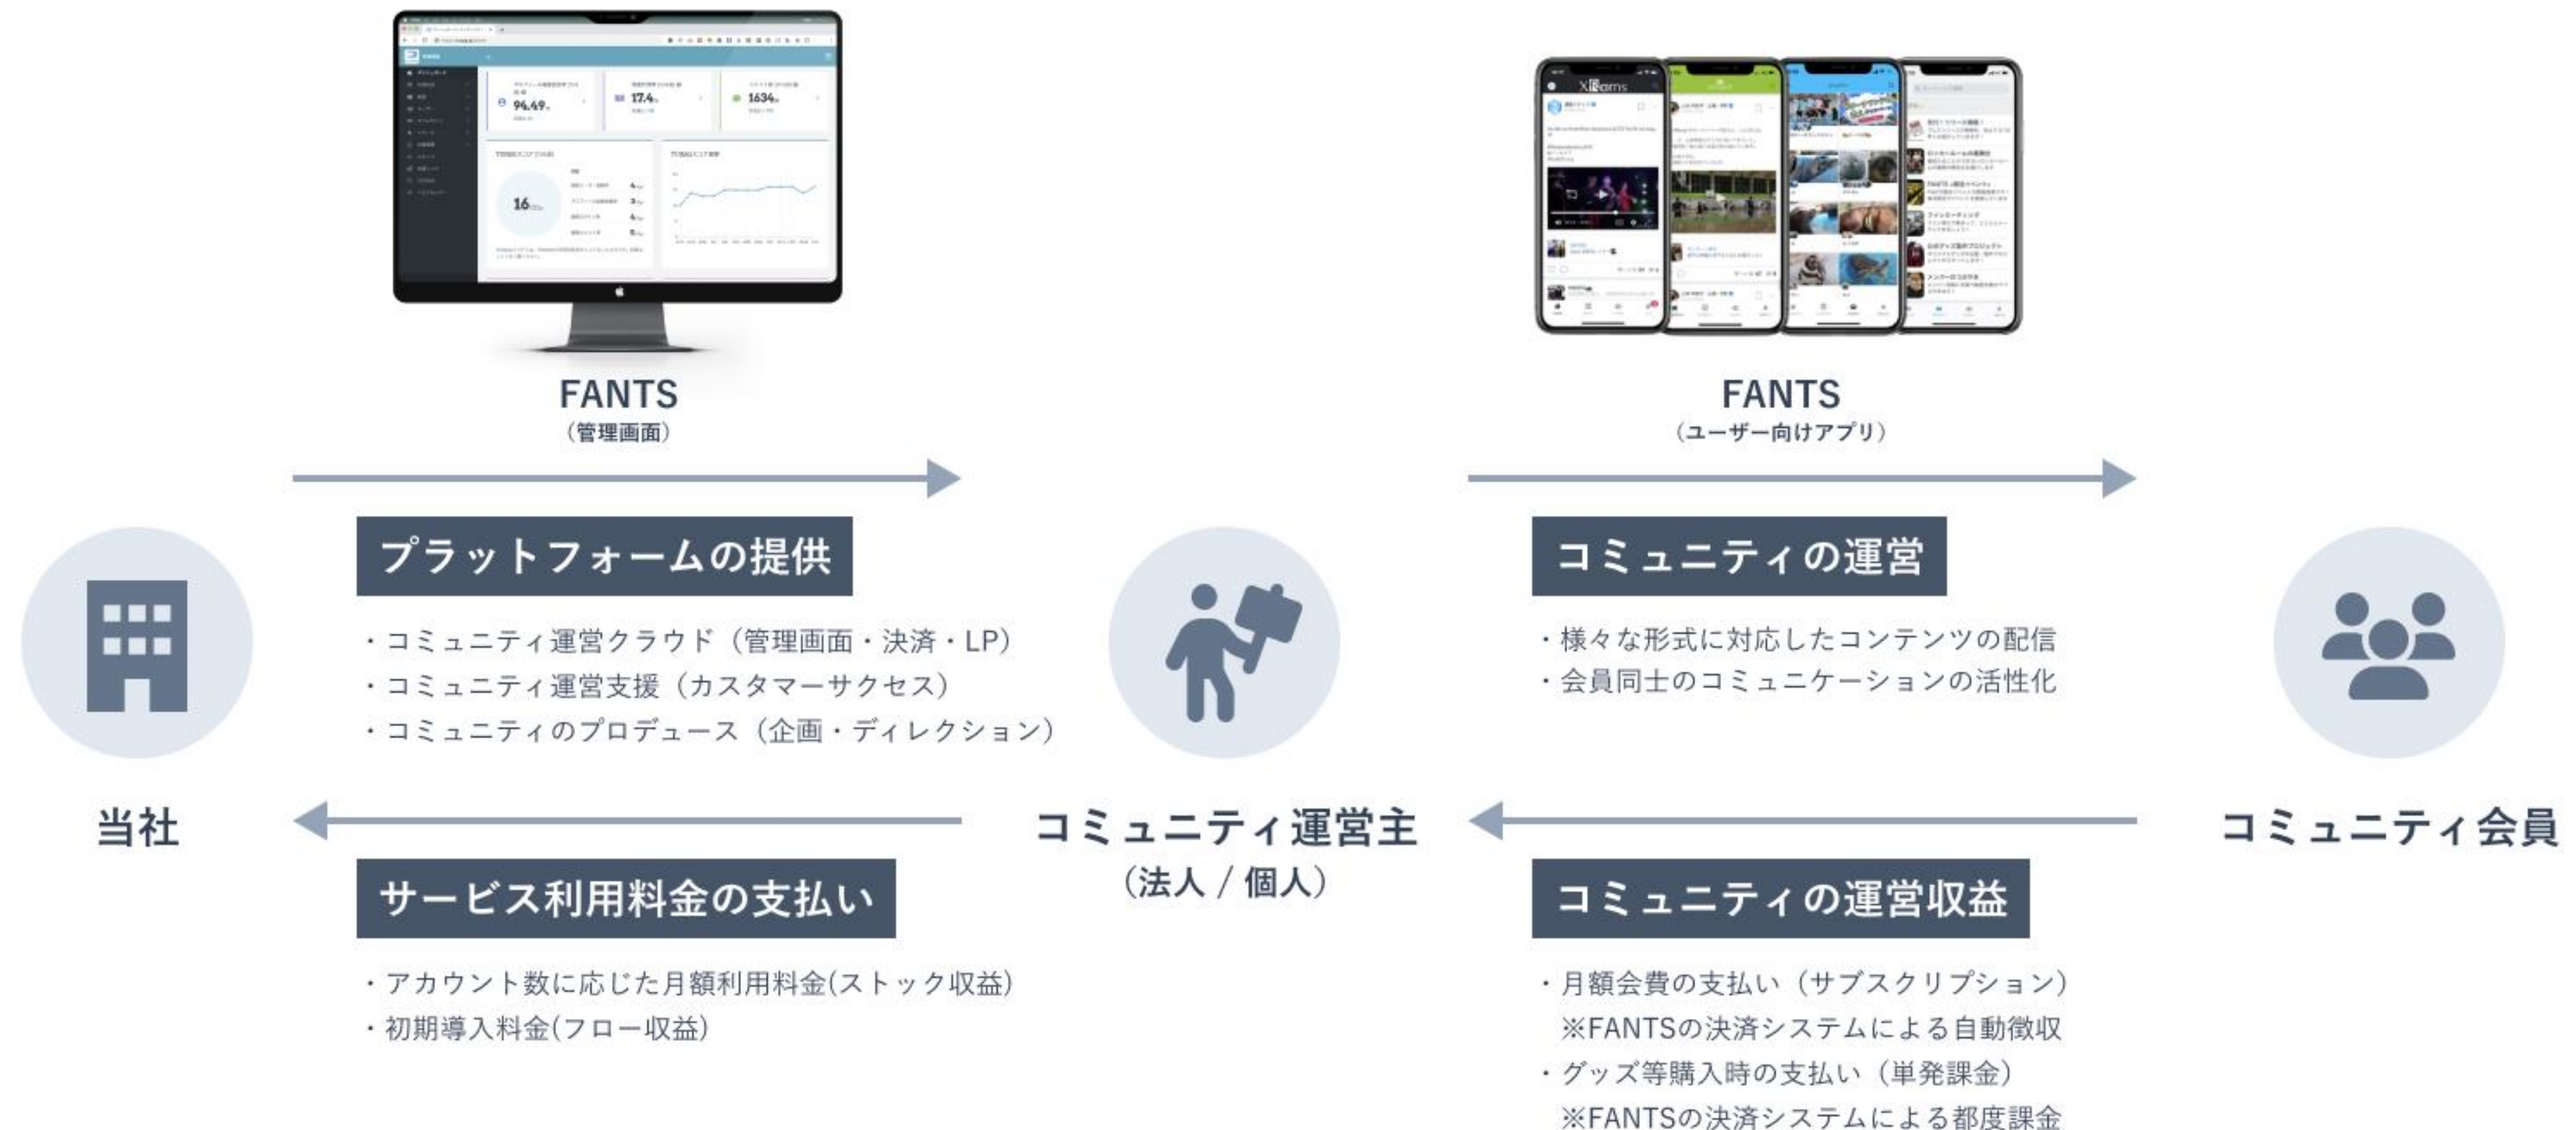 94.49
17.4
1634
16
XRoms
FANTS
（管理画面）
FANTS
（ユーザー向けアプリ）
プラットフォームの提供
・コミュニティ運営クラウド（管理画面・決済・LP）
・コミュニティ運営支援（カスタマーサクセス）
・コミュニティのプロデュース（企画・ディレクション）
コミュニティの運営
・様々な形式に対応したコンテンツの配信
・会員同士のコミュニケーションの活性化
当社
コミュニティ運営主
（法人 / 個人）
コミュニティ会員
サービス利用料金の支払い
・アカウント数に応じた月額利用料金(ストック収益)
・初期導入料金(フロー収益)
コミュニティの運営収益
・月額会費の支払い（サブスクリプション）
※FANTSの決済システムによる自動徴収
・グッズ等購入時の支払い（単発課金）
※FANTSの決済システムによる都度課金